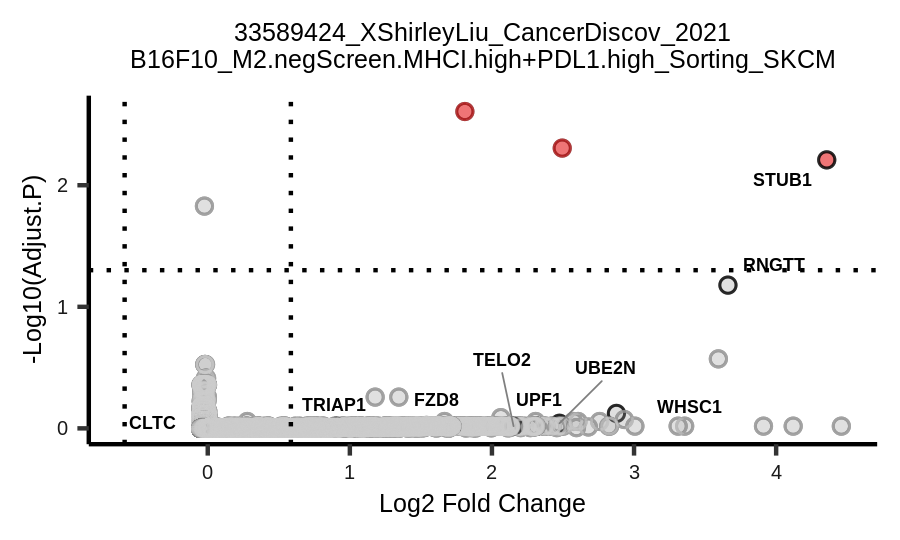 33589424_XShirleyLiu_CancerDiscov_2021
B16F10_M2.negScreen.MHCI.high+PDL1.high_Sorting_SKCM
-Log10(Adjust.P)
2
1
0
STUB1
RNGTT
TELO2
UBE2N
TRIAP1
FZD8
UPF1
WHSC1
CLTC
0
1
2
3
4
Log2 Fold Change